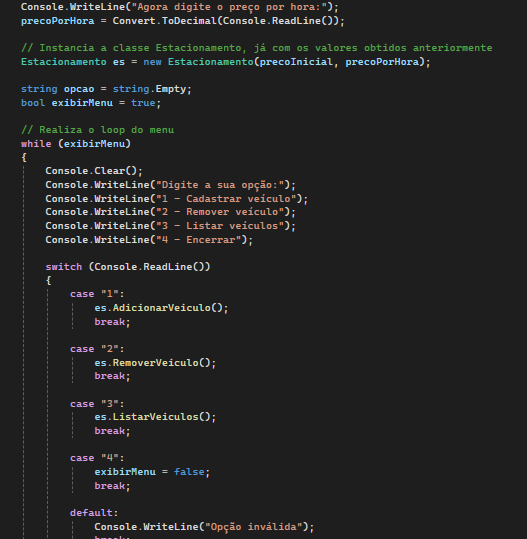 Console.WriteLine("Agora digite o preço por hora:");
precoPorHora = Convert.ToDecimal(Console.ReadLine());
// Instancia a classe Estacionamento, já com os valores obtidos anteriormente
Estacionamento es = new Estacionamento(precoInicial, precoPorHora);
string opcao = string.Empty;
bool exibirMenu = true;
// Realiza o loop do menu
while (exibirMenu)
{
Console.Clear();
Console.WriteLine("Digite a sua opção:");
Console.WriteLine("1 - Cadastrar veículo");
Console.WriteLine("2 - Remover veículo");
Console.WriteLine("3 - Listar veículos");
Console.WriteLine("4 - Encerrar");
switch (Console.ReadLine())
{
case "1":
es.AdicionarVeiculo();
break;
case "2":
es.RemoverVeiculo();
break;
case "3":
es.ListarVeiculos();
break;
case "4":
exibirMenu = false;
break;
default:
Console.WriteLine("Opção inválida");
break;